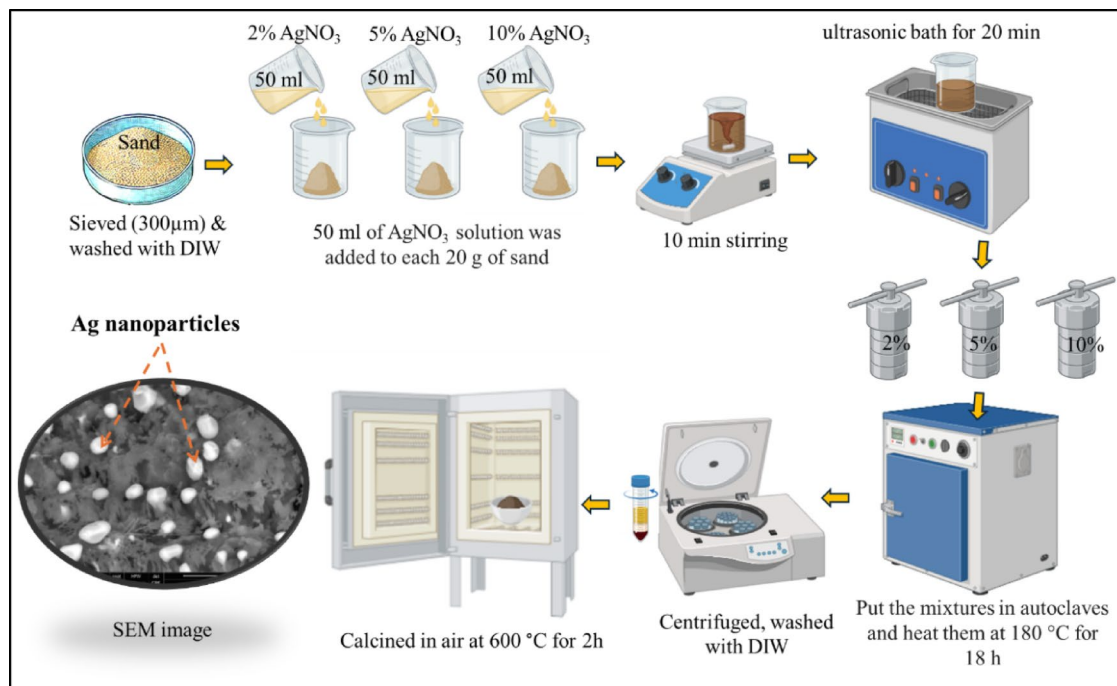 2% AgNO₃
5% AgNO₃
10% AgNO₃
50 ml
50 ml
50 ml
ultrasonic bath for 20 min
Sand
Sieved (300µm) &
washed with DIW
50 ml of AgNO₃ solution was
added to each 20 g of sand
10 min stirring
2%
5%
10%
Put the mixtures in autoclaves
and heat them at 180 °C for
18 h
Centrifuged, washed
with DIW
Calcined in air at 600 °C for 2h
Ag nanoparticles
SEM image